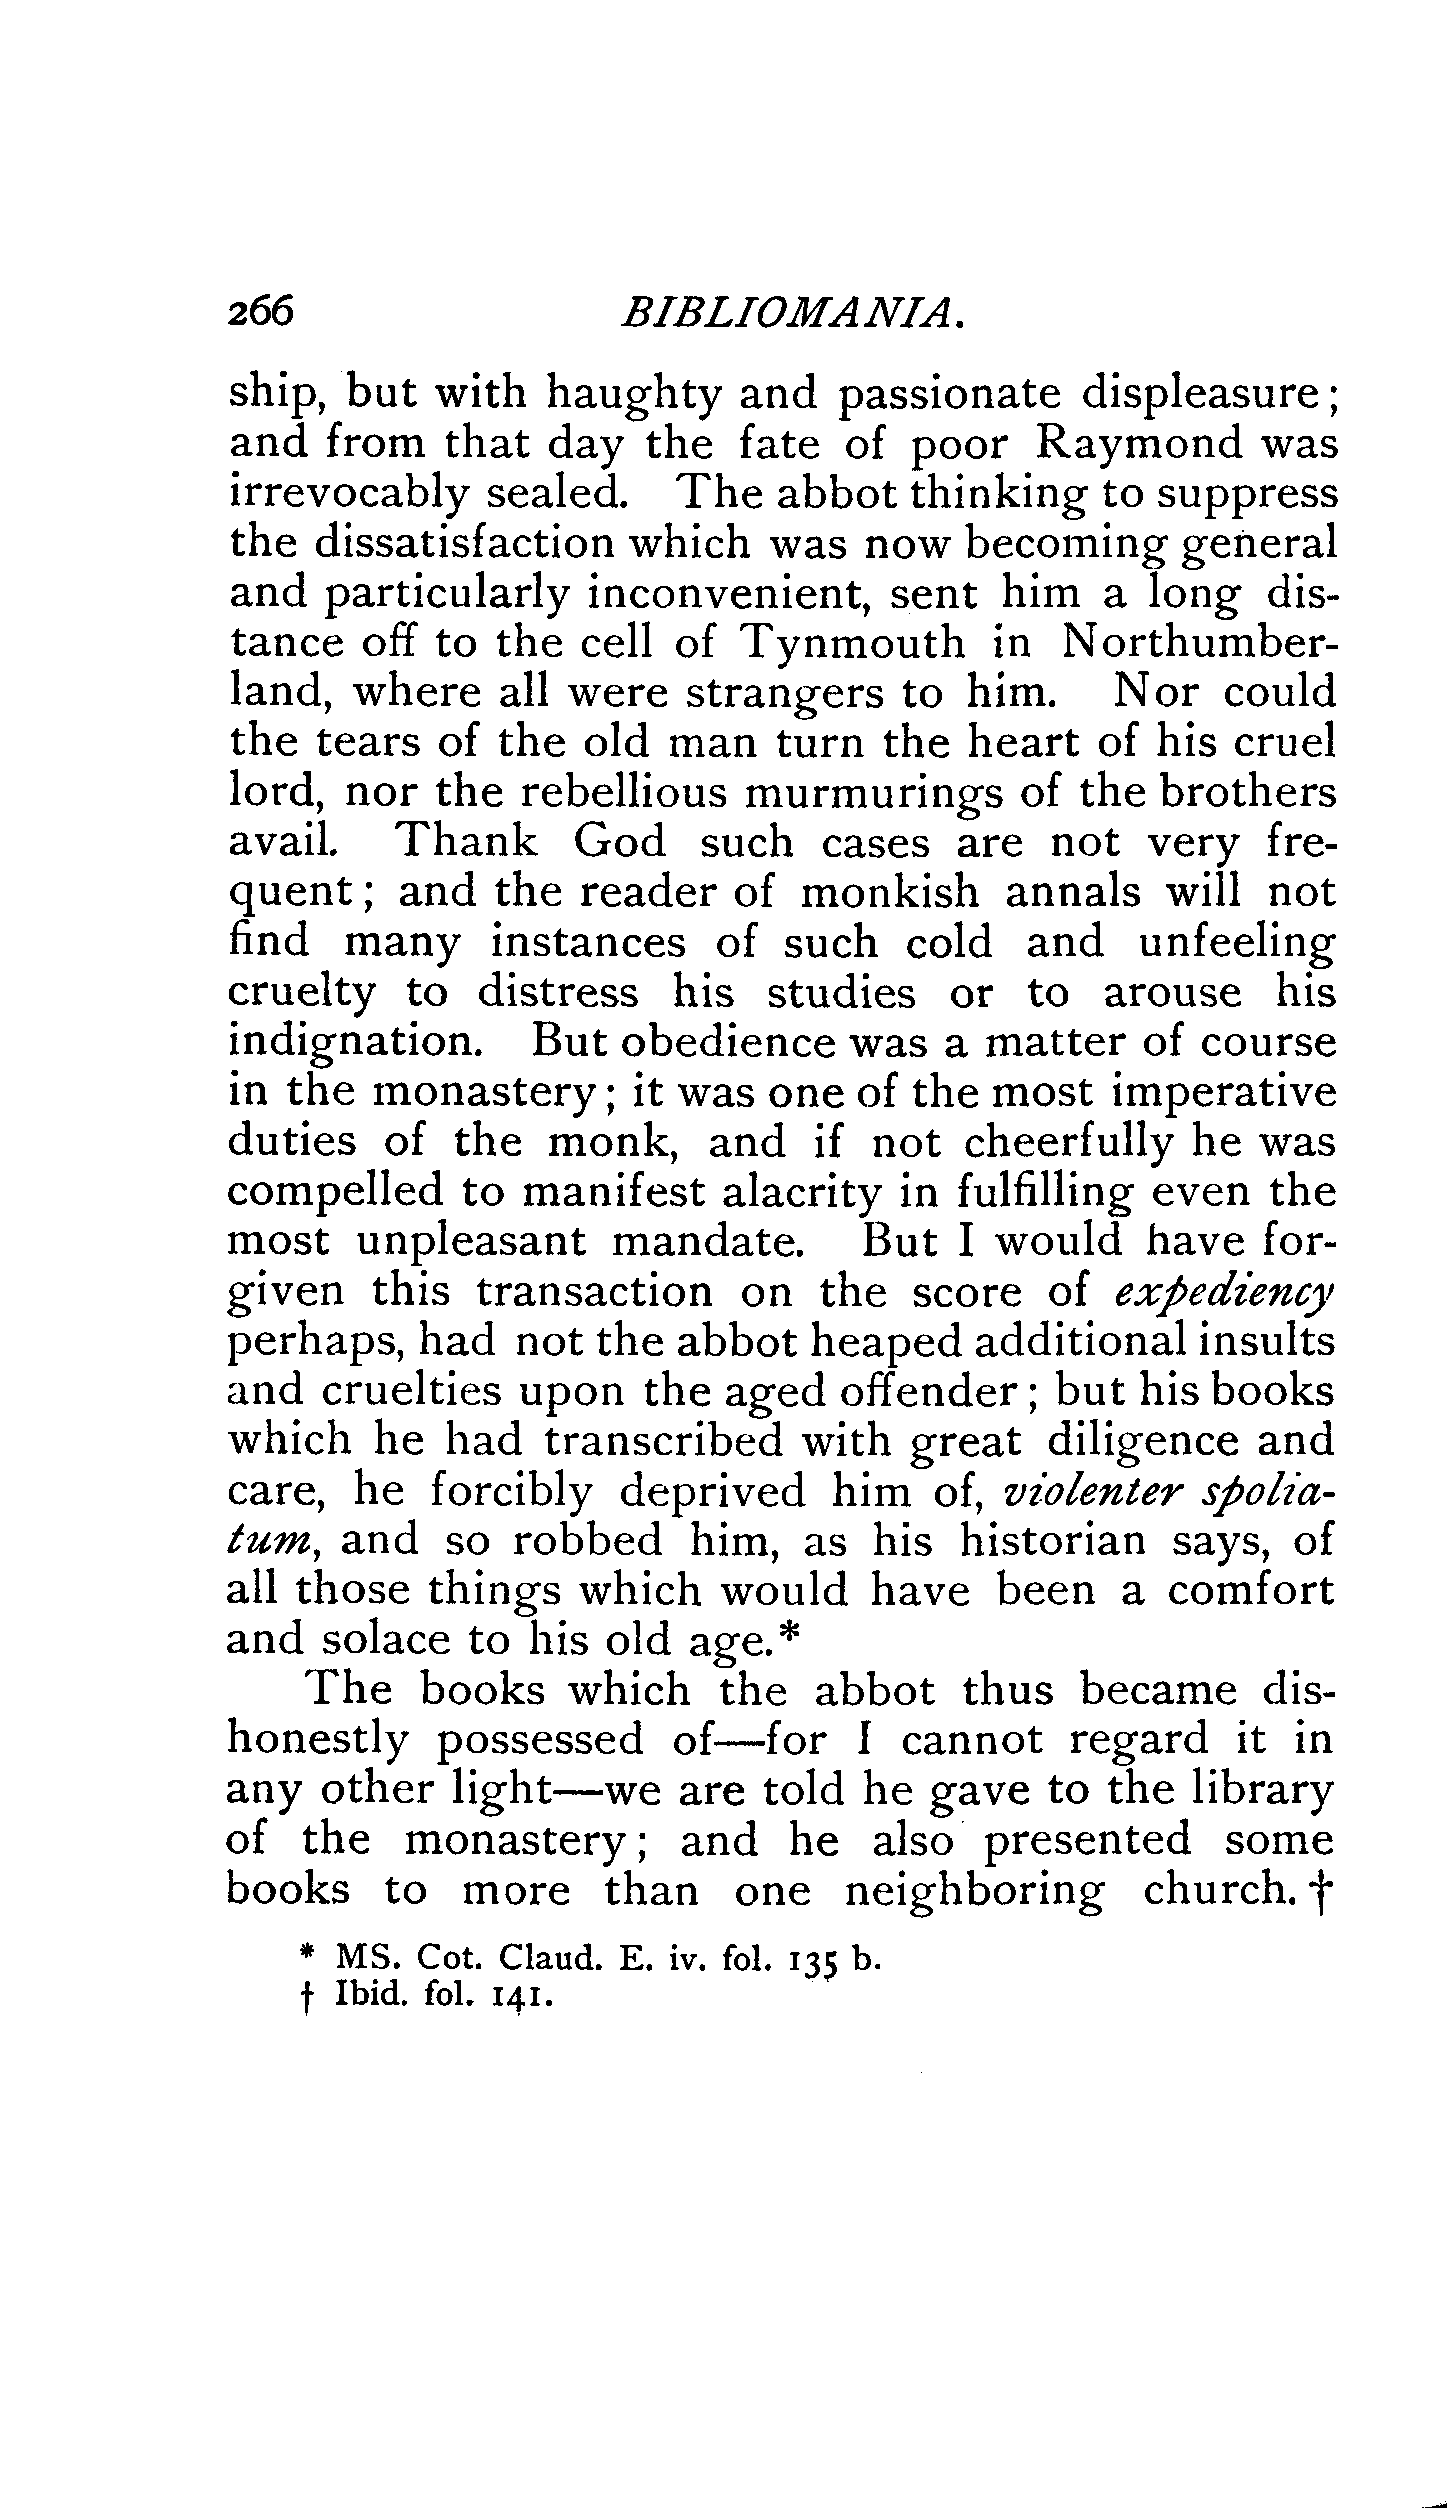 266 BIBLIOMANIA.
ship, but with haughty and passionate displeasure;
and from that day the fate of poor Raymond was
irrevocably sealed. The abbot thinking to suppress
the dissatisfaction which was now becoming general
and particularly inconvenient, sent him a long dis-
tance off to the cell of Tynmouth in Northumber-
land, where all were strangers to him. Nor could
the tears of the old man turn the heart of his cruel
lord, nor the rebellious murmurings of the brothers
avail. Thank God such cases are not very fre-
quent; and the reader of monkish annals will not
find many instances of such cold and unfeeling
cruelty to distress his studies or to arouse his
indignation. But obedience was a matter of course
in the monastery; it was one of the most imperative
duties of the monk, and if not cheerfully he was
compelled to manifest alacrity in fulfilling even the
most unpleasant mandate. But I would have for-
given this transaction on the score of expediency
perhaps, had not the abbot heaped additional insults
and cruelties upon the aged offender; but his books
which he had transcribed with great diligence and
care, he forcibly deprived him of, violenter spolia-
tum, and so robbed him, as his historian says, of
all those things which would have been a comfort
and solace to his old age.*
The books which the abbot thus became dis-
honestly possessed of—for I cannot regard it in
any other light—we are told he gave to the library
of the monastery; and he also presented some
books to more than one neighboring church.†
* MS. Cot. Claud. E. iv. fol. 135 b.
† Ibid. fol. 141.